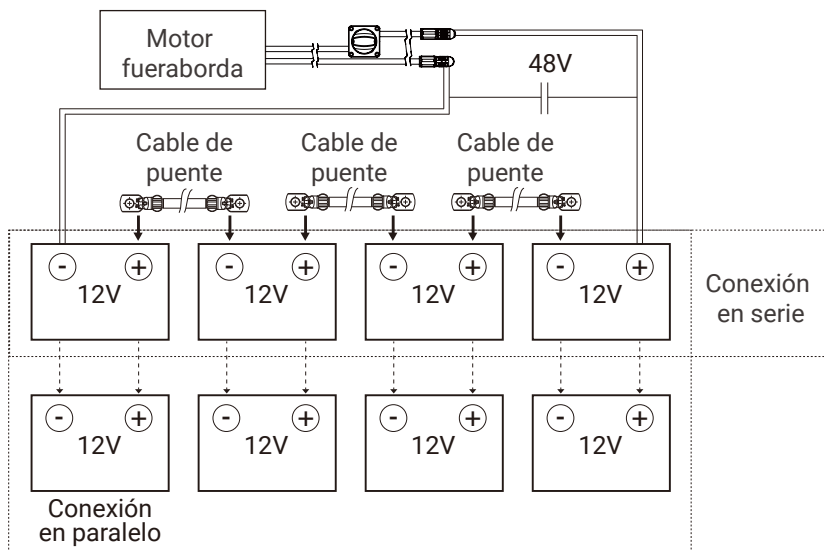 Motor
fueraborda
48V
Cable de
puente
Cable de
puente
Cable de
puente
- + - + - + - +
12V 12V 12V 12V
Conexión
en serie
- + - + - + - +
12V 12V 12V 12V
Conexión
en paralelo